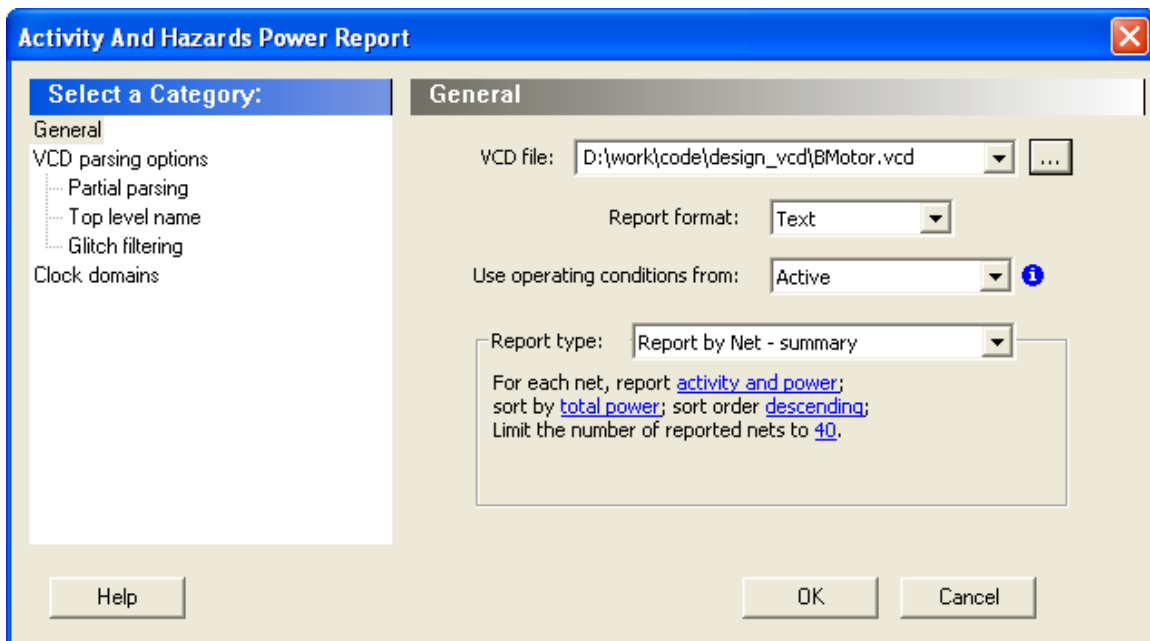 Activity And Hazards Power Report
Select a Category:
General
VCD parsing options
Partial parsing
Top level name
Glitch filtering
Clock domains
General
VCD file: D:\work\code\design_vcd\BMotor.vcd ...
Report format: Text
Use operating conditions from: Active
Report type: Report by Net - summary
For each net, report activity and power;
sort by total power; sort order descending;
Limit the number of reported nets to 40.
Help OK Cancel